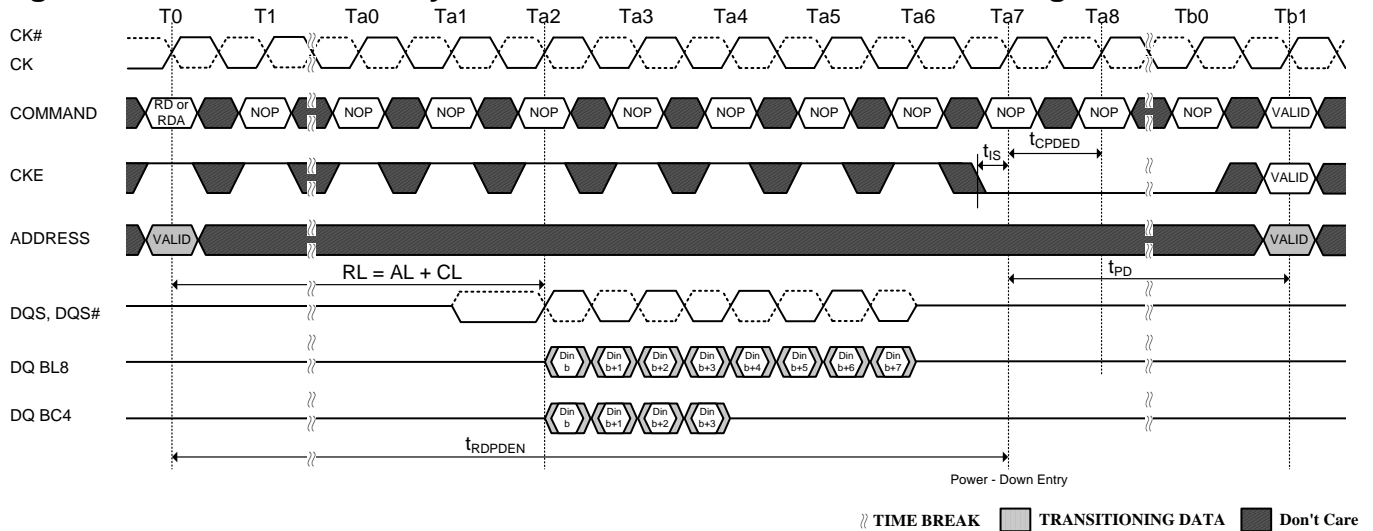 T0 T1 Ta0 Ta1 Ta2 Ta3 Ta4 Ta5 Ta6 Ta7 Ta8 Tb0 Tb1
CK#
CK
COMMAND
RD or
RDA
NOP NOP NOP NOP NOP NOP NOP NOP NOP NOP NOP VALID
tCPDED
tIS
CKE
VALID
ADDRESS
VALID VALID
RL = AL + CL
tPD
DQS, DQS#
DQ BL8
Din Din Din Din Din Din Din Din
b b+1 b+2 b+3 b+4 b+5 b+6 b+7
DQ BC4
Din Din Din Din
b b+1 b+2 b+3
tRDPDEN
Power - Down Entry
TIME BREAK TRANSITIONING DATA Don't Care